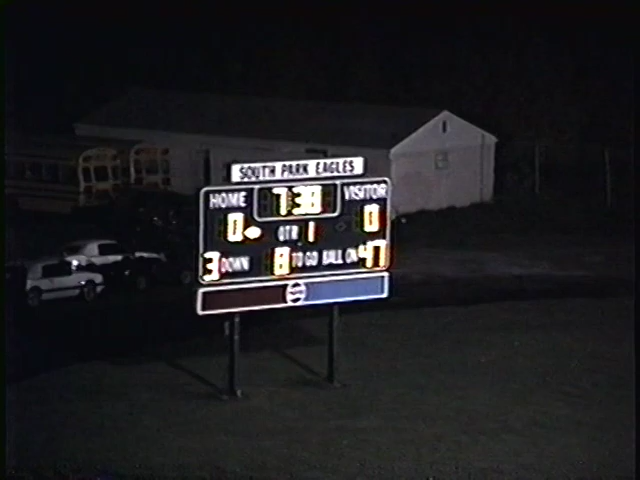 SOUTH PARK EAGLES
HOME 7:38 VISITOR
0 QTR 1 0
3 DOWN 8 TO GO BALL ON 47